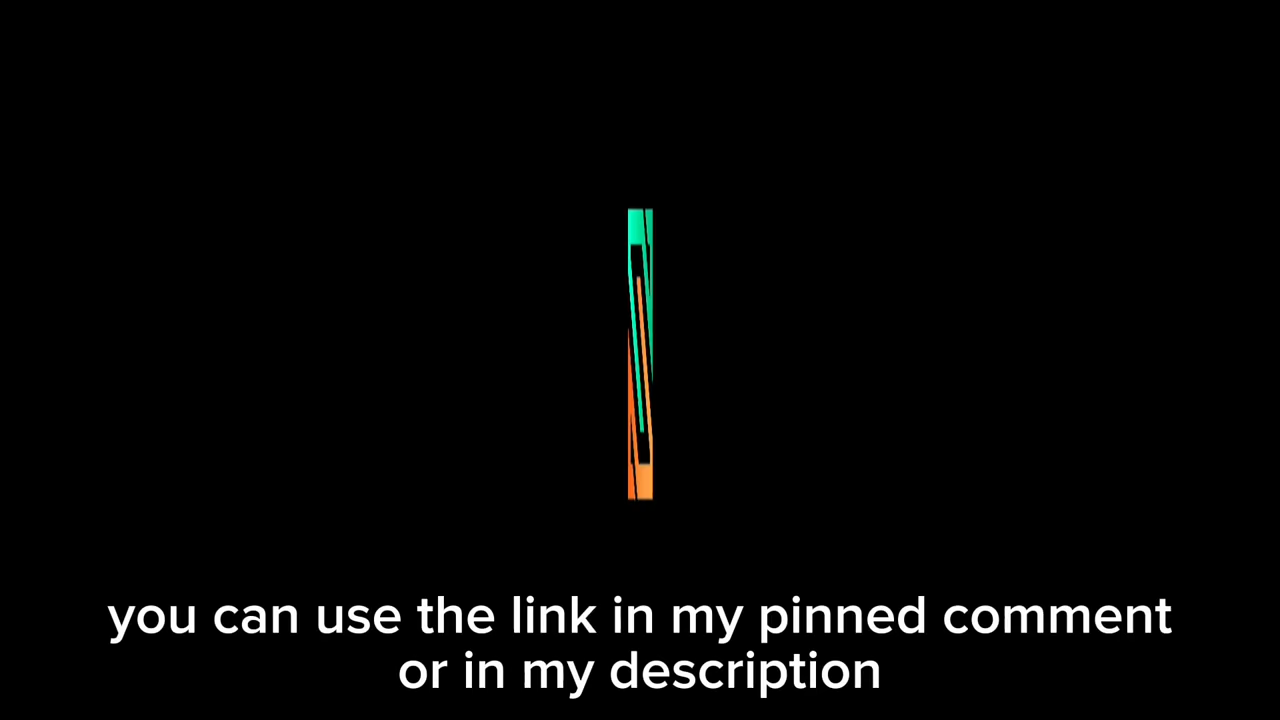 you can use the link in my pinned comment
or in my description